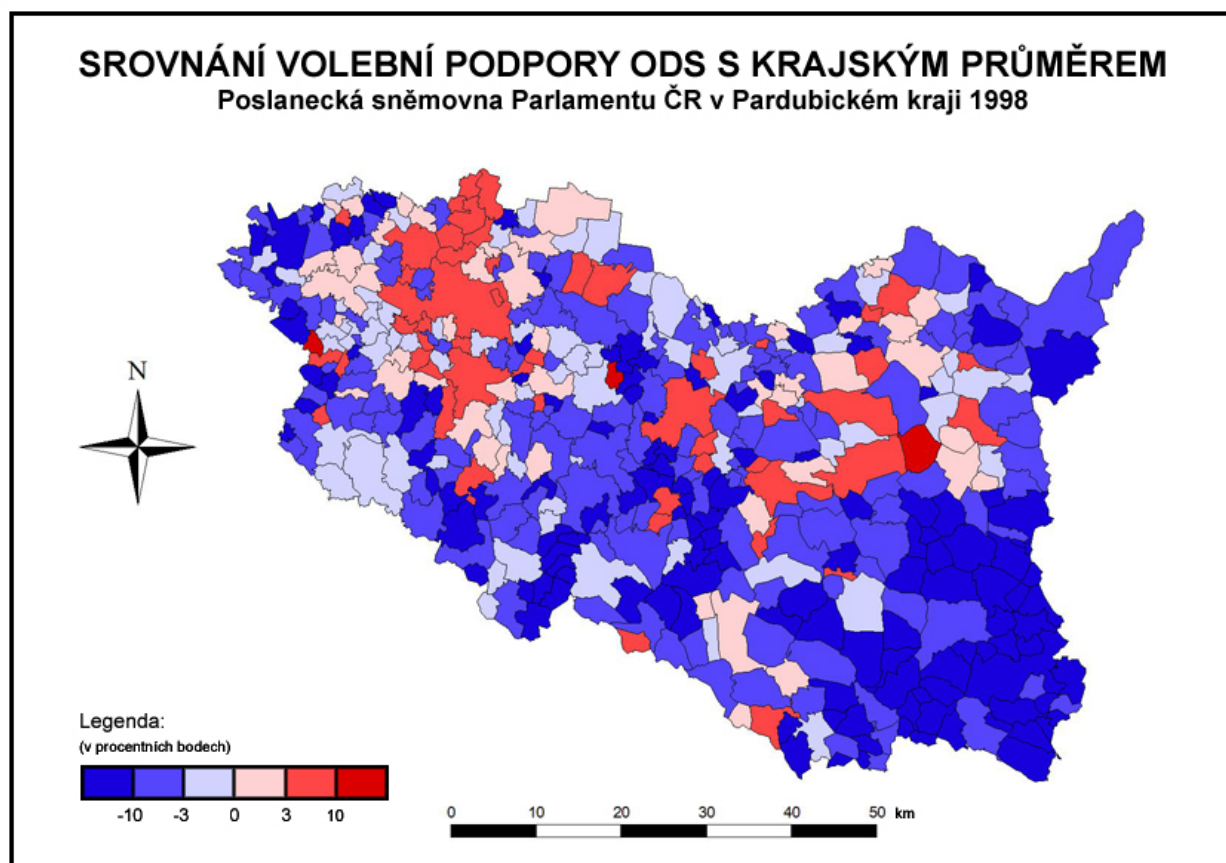 SROVNÁNÍ VOLEBNÍ PODPORY ODS S KRAJSKÝM PRŮMĚREM
Poslanecká sněmovna Parlamentu ČR v Pardubickém kraji 1998
N
Legenda:
(v procentních bodech)
-10 -3 0 3 10
0 10 20 30 40 50 km